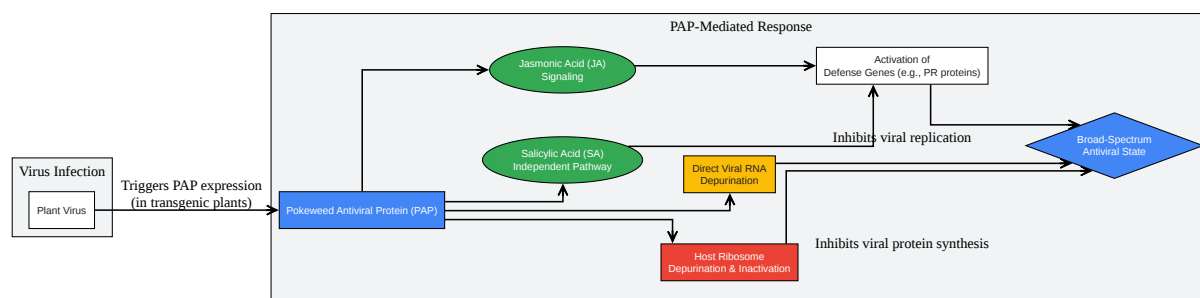 PAP-Mediated Response
Jasmonic Acid (JA)
Signaling
Activation of
Defense Genes (e.g., PR proteins)
Inhibits viral replication
Broad-Spectrum
Antiviral State
Salicylic Acid (SA)
Independent Pathway
Direct Viral RNA
Depurination
Virus Infection
Plant Virus
Triggers PAP expression
(in transgenic plants)
Pokeweed Antiviral Protein (PAP)
Inhibits viral protein synthesis
Host Ribosome
Depurination & Inactivation